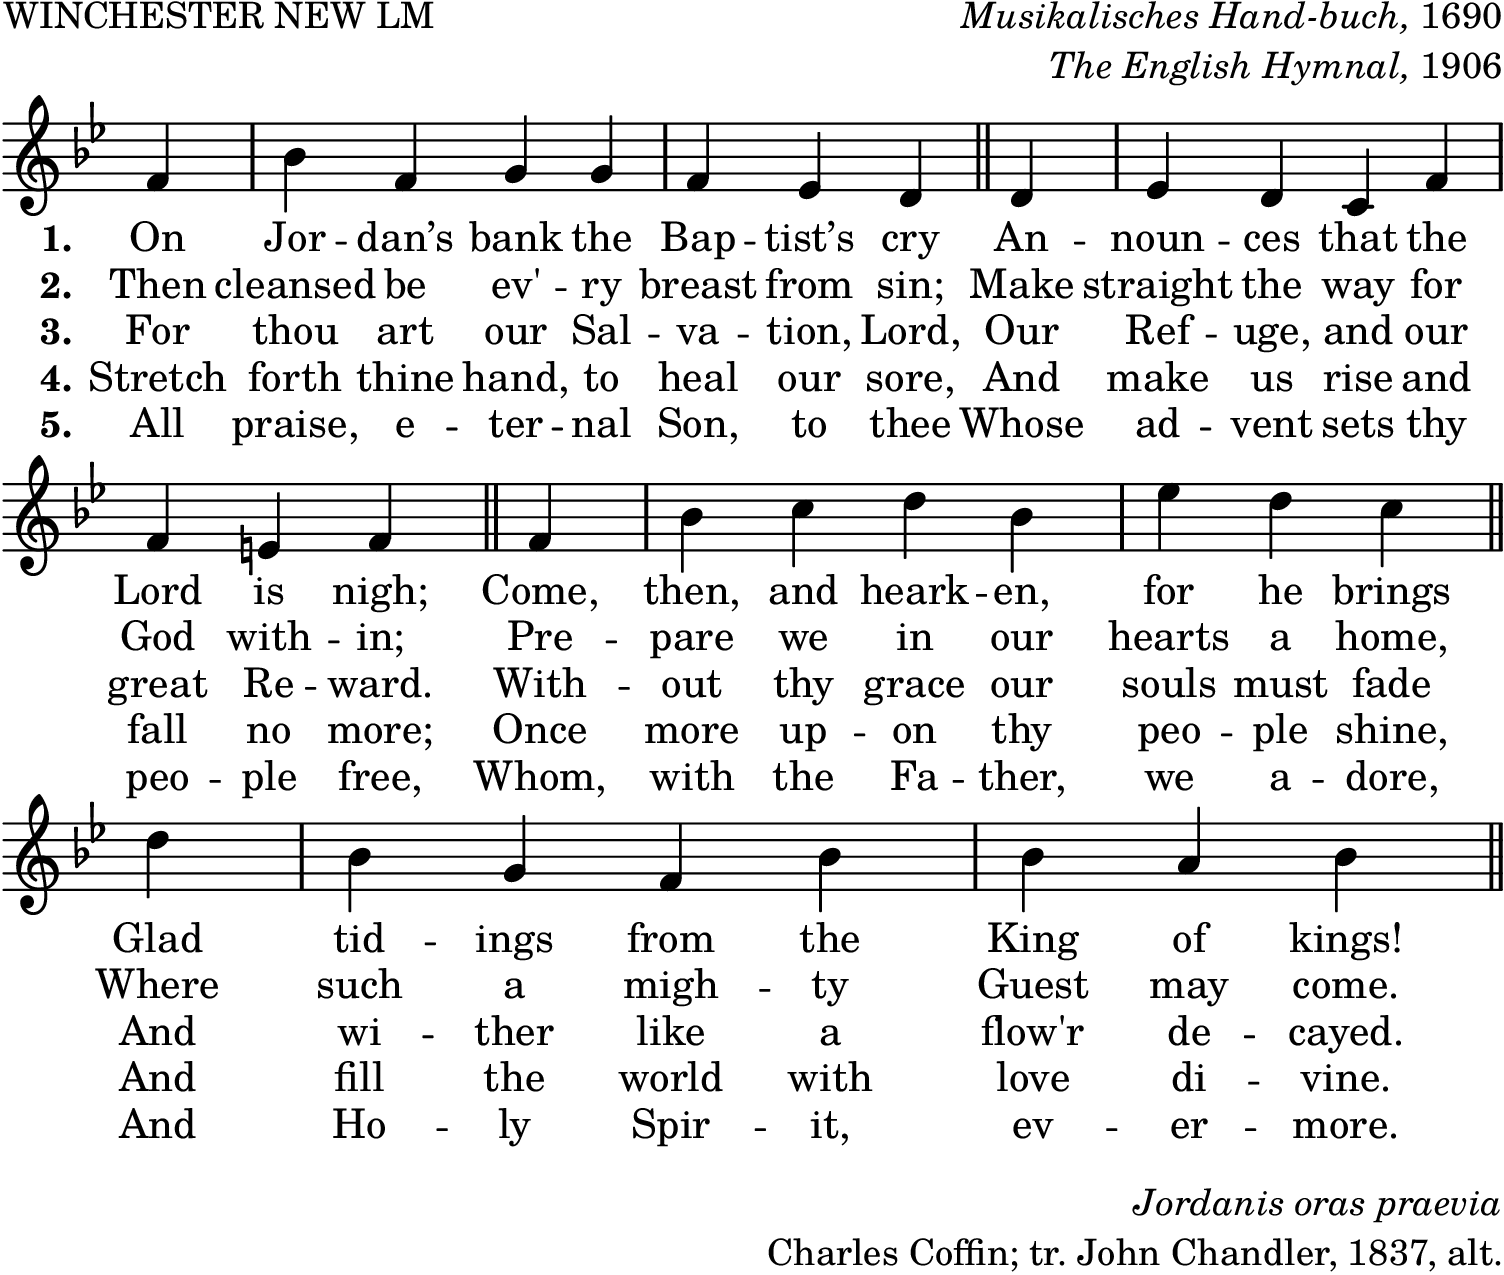 WINCHESTER NEW LM
Musikalisches Hand-buch, 1690
The English Hymnal, 1906
1. On Jor -- dan’s bank the Bap -- tist’s cry An -- noun -- ces that the
2. Then cleansed be ev' -- ry breast from sin; Make straight the way for
3. For thou art our Sal -- va -- tion, Lord, Our Ref -- uge, and our
4. Stretch forth thine hand, to heal our sore, And make us rise and
5. All praise, e -- ter -- nal Son, to thee Whose ad -- vent sets thy
Lord is nigh; Come, then, and heark -- en, for he brings
God with -- in; Pre -- pare we in our hearts a home,
great Re -- ward. With -- out thy grace our souls must fade
fall no more; Once more up -- on thy peo -- ple shine,
peo -- ple free, Whom, with the Fa -- ther, we a -- dore,
Glad tid -- ings from the King of kings!
Where such a migh -- ty Guest may come.
And wi -- ther like a flow'r de -- cayed.
And fill the world with love di -- vine.
And Ho -- ly Spir -- it, ev -- er -- more.
Jordanis oras praevia
Charles Coffin; tr. John Chandler, 1837, alt.